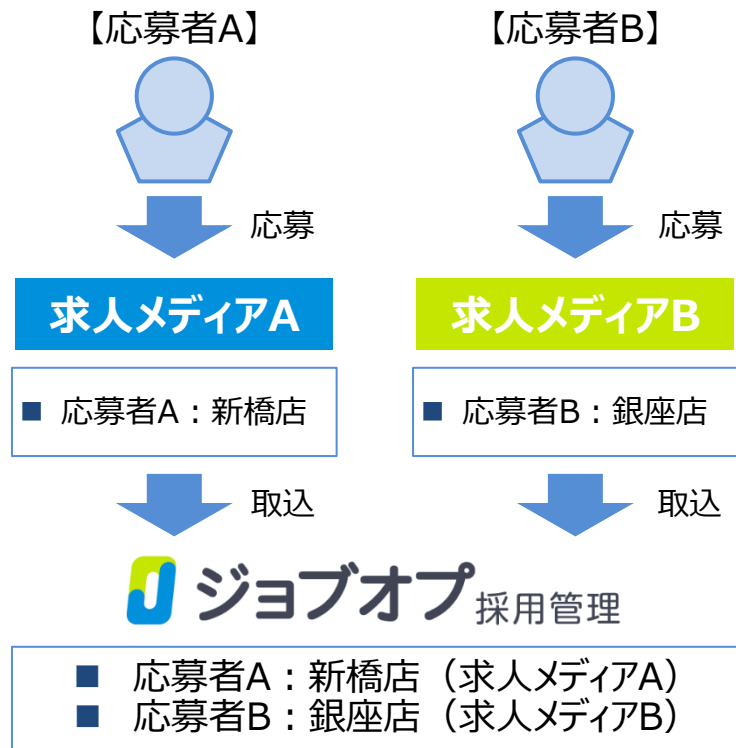 【応募者A】
【応募者B】
応募
応募
求人メディアA
求人メディアB
■ 応募者A：新橋店
■ 応募者B：銀座店
取込
取込
ジョブオプ採用管理
■ 応募者A：新橋店（求人メディアA）
■ 応募者B：銀座店（求人メディアB）